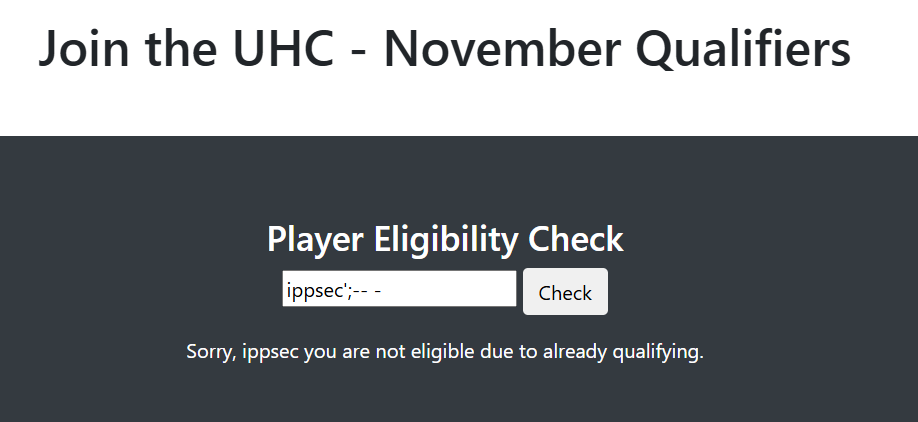 Join the UHC - November Qualifiers
Player Eligibility Check
ippsec';-- -
Check
Sorry, ippsec you are not eligible due to already qualifying.